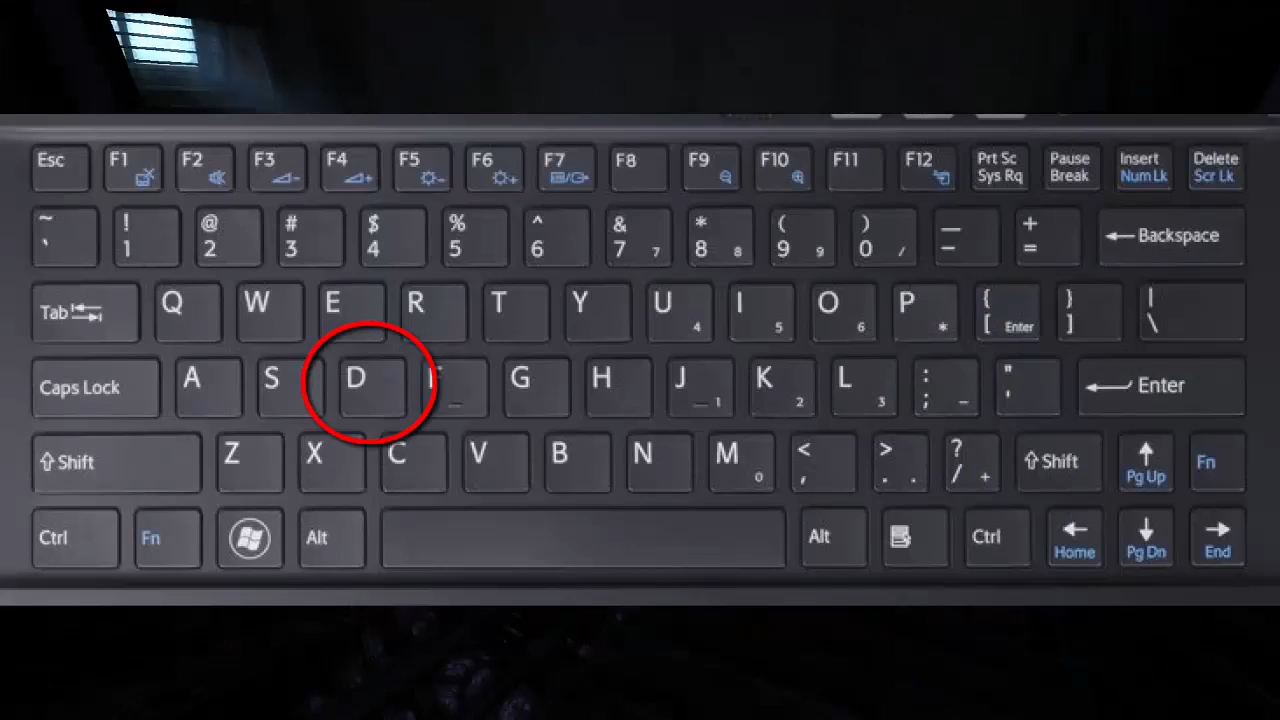 Esc F1 F2 F3 F4 F5 F6 F7 F8 F9 F10 F11 F12 Prt Sc Pause Insert Delete
Sys Rq Break Num Lk Scr Lk
~ ! @ # $ % ^ & * ( ) — +
` 1 2 3 4 5 6 7 7 8 8 9 9 0 / - = Backspace
Tab Q W E R T Y U 4 I 5 O 6 P * { [ Enter } ] | \
Caps Lock A S D F _ G H J _ 1 K 2 L 3 : ; _ " ' Enter
Shift Z X C V B N M 0 < , > . . ? / + Shift Pg Up Fn
Ctrl Fn Alt Alt Ctrl Home Pg Dn End